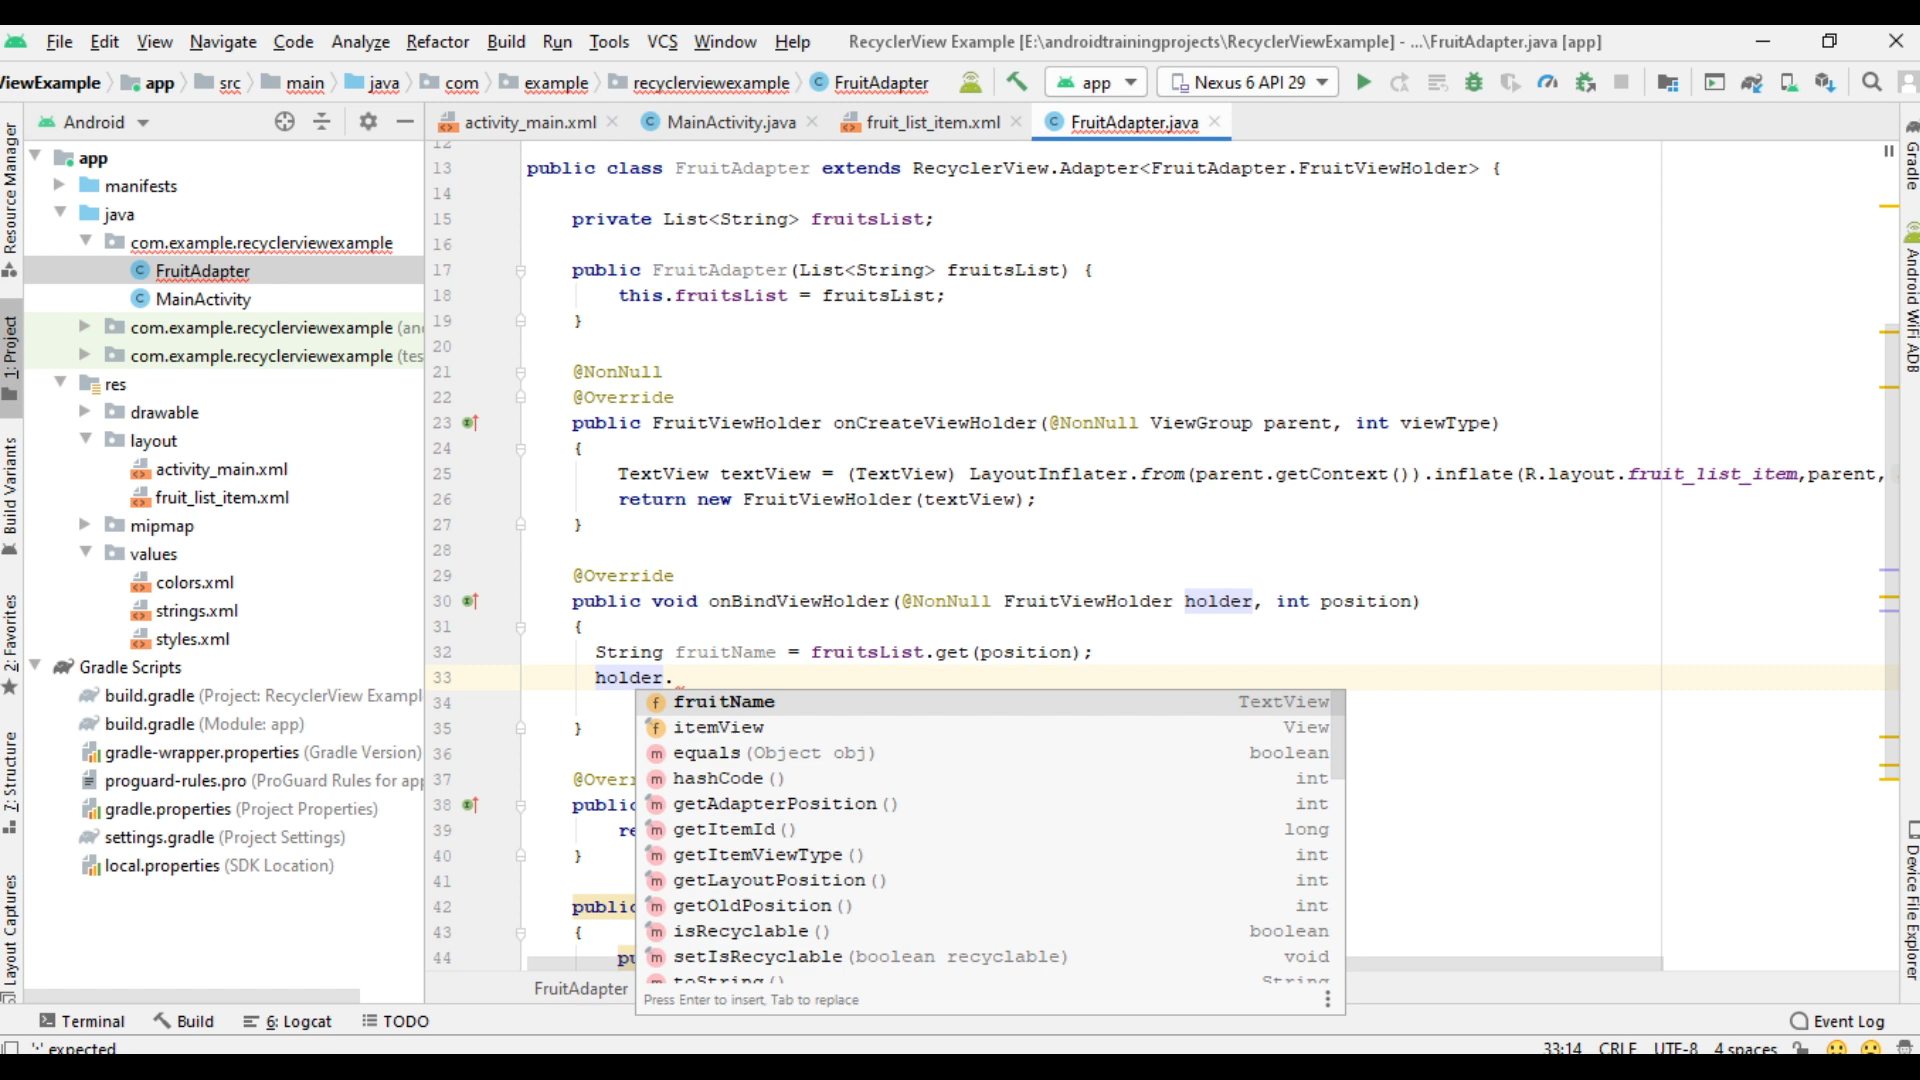 File Edit View Navigate Code Analyze Refactor Build Run Tools VCS Window Help RecyclerView Example [E:\androidtrainingprojects\RecyclerViewExample] - ...\FruitAdapter.java [app]
ViewExample app src main java com example recyclerviewexample FruitAdapter app Nexus 6 API 29
Android activity_main.xml MainActivity.java fruit_list_item.xml FruitAdapter.java
Resource Manager
1: Project
Build Variants
2: Favorites
7: Structure
Layout Captures
app
manifests
java
com.example.recyclerviewexample
FruitAdapter
MainActivity
com.example.recyclerviewexample (and
com.example.recyclerviewexample (tes
res
drawable
layout
activity_main.xml
fruit_list_item.xml
mipmap
values
colors.xml
strings.xml
styles.xml
Gradle Scripts
build.gradle (Project: RecyclerView Exampl
build.gradle (Module: app)
gradle-wrapper.properties (Gradle Version)
proguard-rules.pro (ProGuard Rules for app
gradle.properties (Project Properties)
settings.gradle (Project Settings)
local.properties (SDK Location)
12
13 public class FruitAdapter extends RecyclerView.Adapter<FruitAdapter.FruitViewHolder> {
14
15 private List<String> fruitsList;
16
17 public FruitAdapter(List<String> fruitsList) {
18 this.fruitsList = fruitsList;
19 }
20
21 @NonNull
22 @Override
23 public FruitViewHolder onCreateViewHolder(@NonNull ViewGroup parent, int viewType)
24 {
25 TextView textView = (TextView) LayoutInflater.from(parent.getContext()).inflate(R.layout.fruit_list_item,parent,
26 return new FruitViewHolder(textView);
27 }
28
29 @Override
30 public void onBindViewHolder(@NonNull FruitViewHolder holder, int position)
31 {
32 String fruitName = fruitsList.get(position);
33 holder.
34
35 }
36
37 @Overr
38 public
39 re
40 }
41
42 public
43 {
44 pu
fruitName TextView
itemView View
equals(Object obj) boolean
hashCode() int
getAdapterPosition() int
getItemId() long
getItemViewType() int
getLayoutPosition() int
getOldPosition() int
isRecyclable() boolean
setIsRecyclable(boolean recyclable) void
toString() String
Press Enter to insert, Tab to replace
FruitAdapter
Gradle
Android WiFi ADB
Device File Explorer
Terminal Build 6: Logcat TODO Event Log
';' expected 33:14 CRLF UTF-8 4 spaces